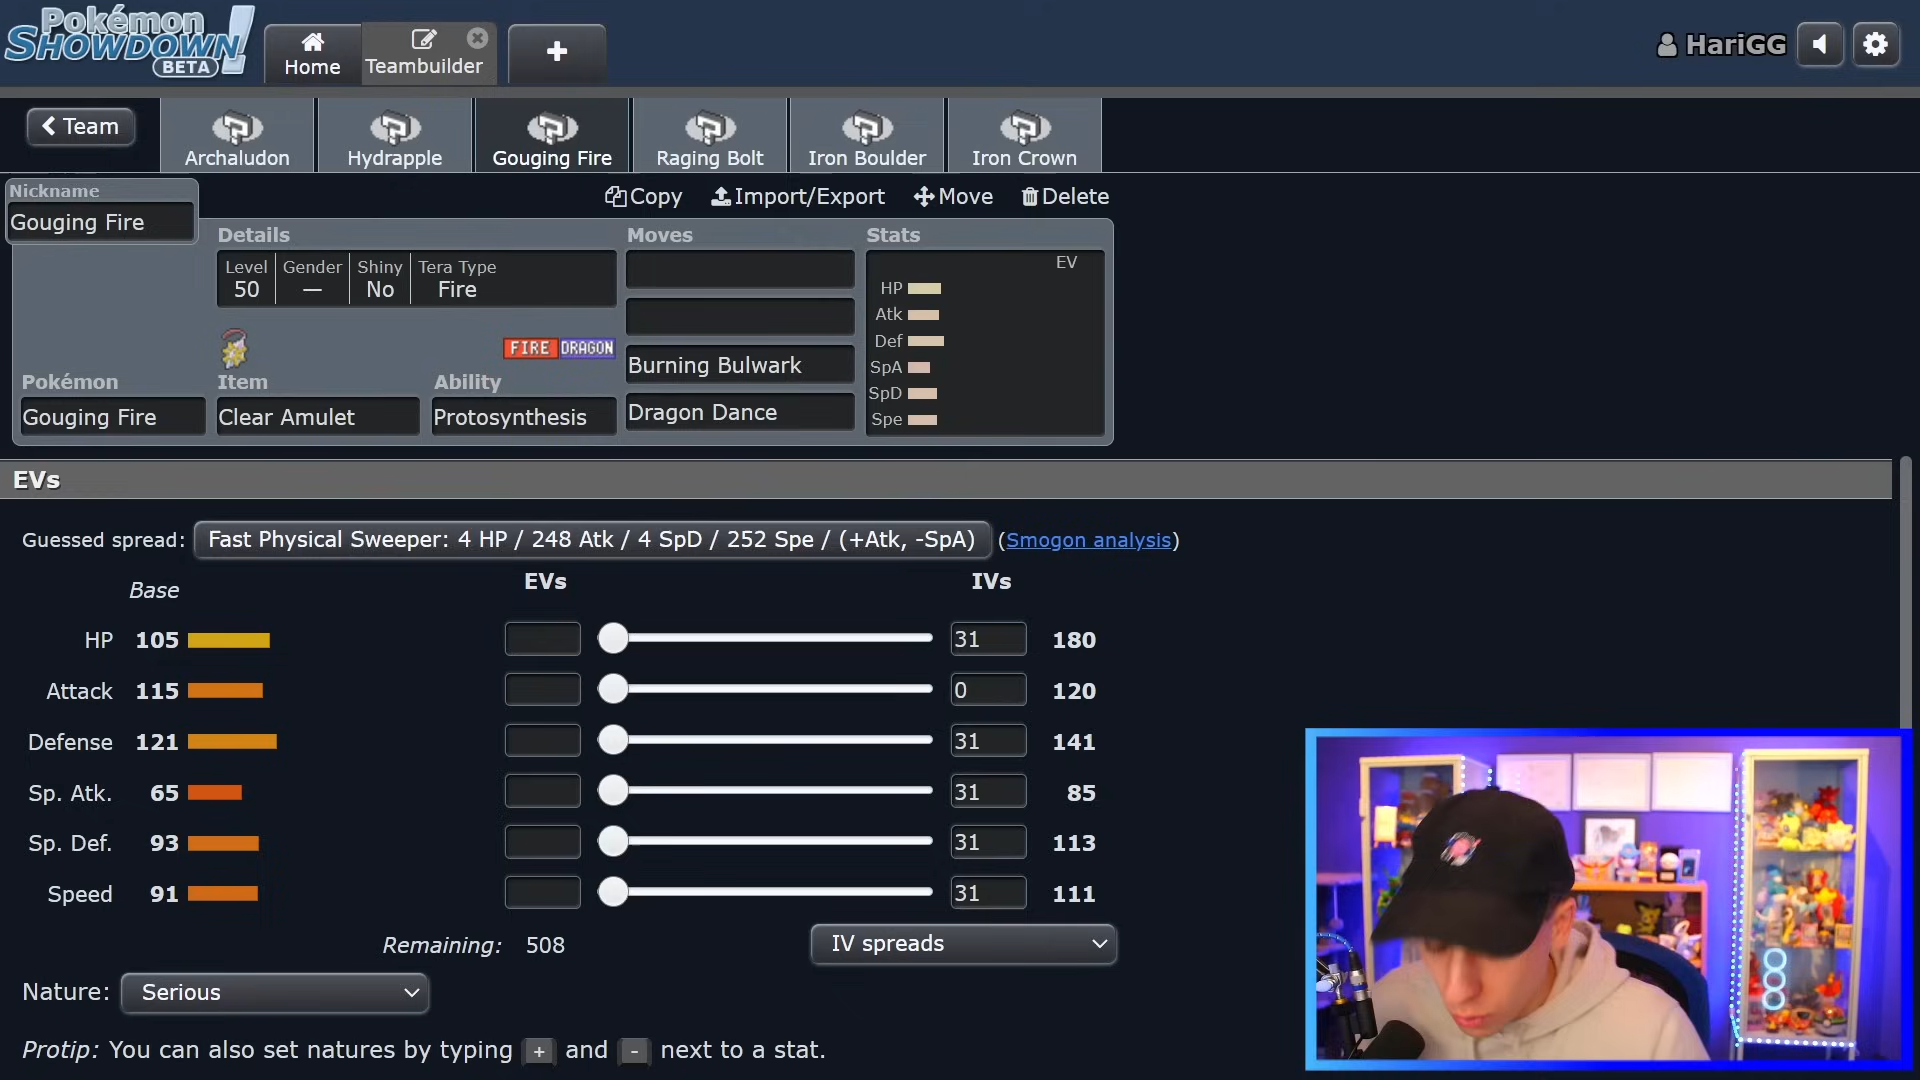 Pokémon
SHOWDOWN!
BETA
Home
Teambuilder
+
HariGG
Team
Archaludon
Hydrapple
Gouging Fire
Raging Bolt
Iron Boulder
Iron Crown
Nickname
Gouging Fire
Copy
Import/Export
Move
Delete
Details
Level
50
Gender
—
Shiny
No
Tera Type
Fire
FIRE DRAGON
Pokémon
Gouging Fire
Item
Clear Amulet
Ability
Protosynthesis
Moves
Burning Bulwark
Dragon Dance
Stats
EV
HP
Atk
Def
SpA
SpD
Spe
EVs
Guessed spread: Fast Physical Sweeper: 4 HP / 248 Atk / 4 SpD / 252 Spe / (+Atk, -SpA) (Smogon analysis)
Base EVs IVs
HP 105 31 180
Attack 115 0 120
Defense 121 31 141
Sp. Atk. 65 31 85
Sp. Def. 93 31 113
Speed 91 31 111
Remaining: 508 IV spreads
Nature: Serious
Protip: You can also set natures by typing + and - next to a stat.